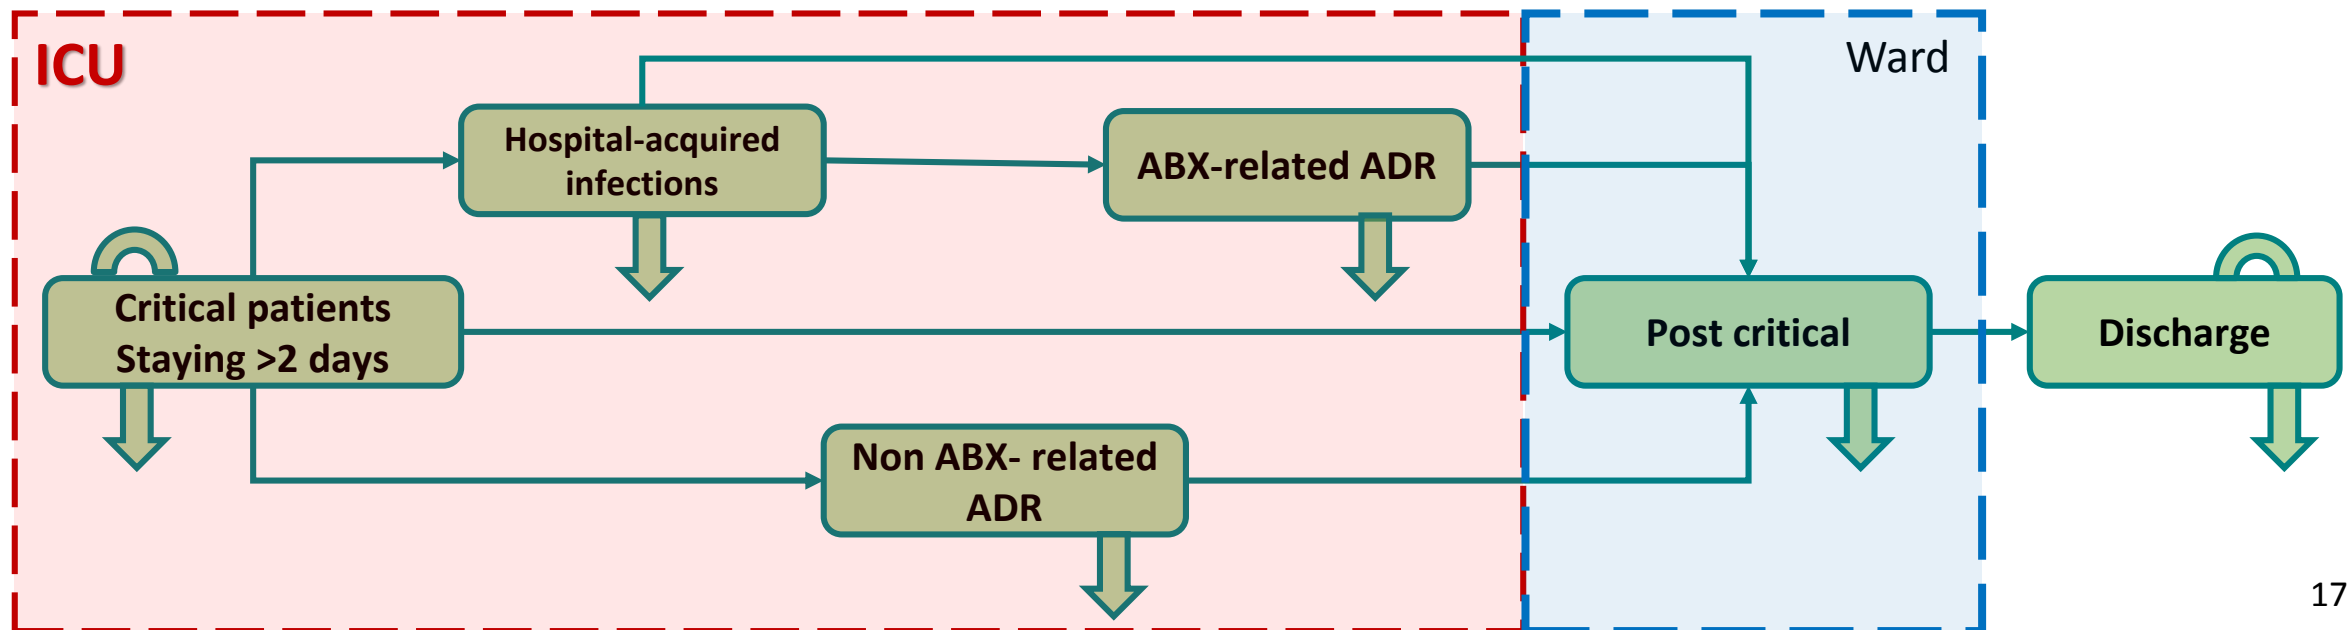 ICU
Ward
Hospital-acquired
infections
ABX-related ADR
Critical patients
Staying >2 days
Post critical
Discharge
Non ABX- related
ADR
17